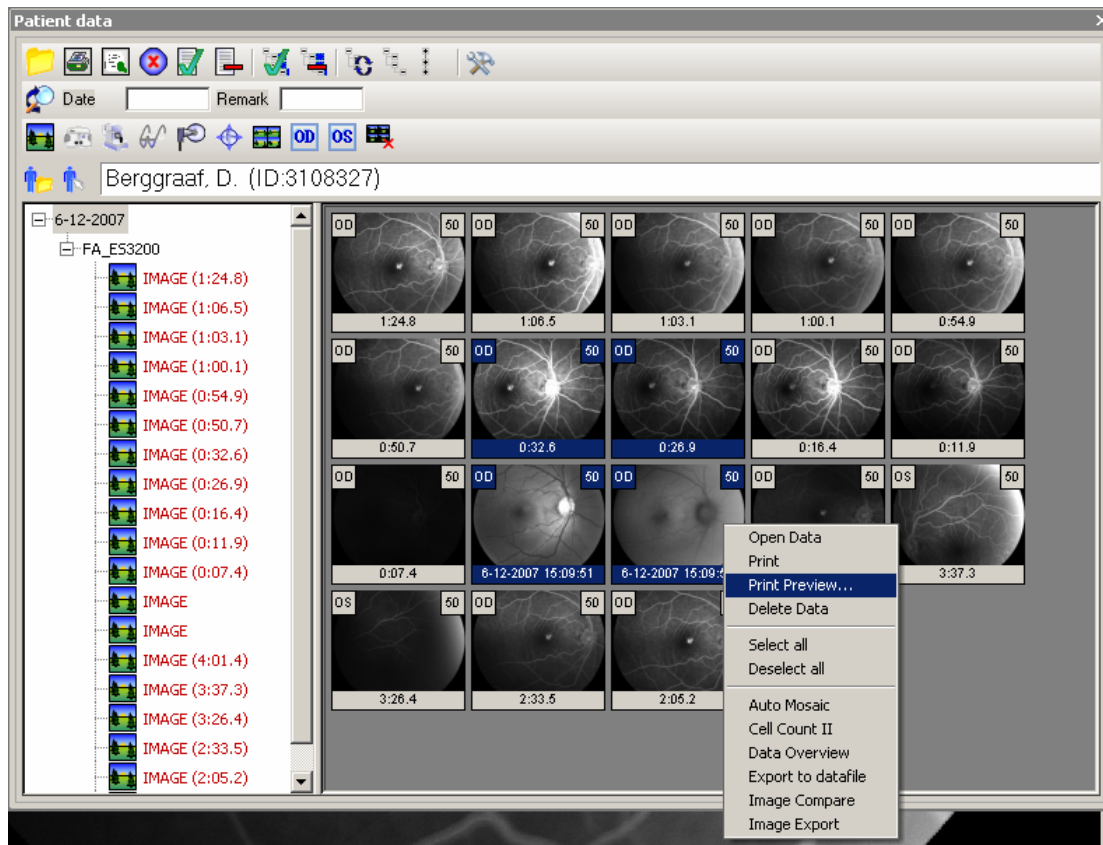 Patient data
Date Remark
OD OS
Berggraaf, D. (ID:3108327)
6-12-2007
FA_ES3200
IMAGE (1:24.8)
IMAGE (1:06.5)
IMAGE (1:03.1)
IMAGE (1:00.1)
IMAGE (0:54.9)
IMAGE (0:50.7)
IMAGE (0:32.6)
IMAGE (0:26.9)
IMAGE (0:16.4)
IMAGE (0:11.9)
IMAGE (0:07.4)
IMAGE
IMAGE
IMAGE (4:01.4)
IMAGE (3:37.3)
IMAGE (3:26.4)
IMAGE (2:33.5)
IMAGE (2:05.2)
OD 50 OD 50 OD 50 OD 50 OD 50
1:24.8 1:06.5 1:03.1 1:00.1 0:54.9
OD 50 OD 50 OD 50 OD 50 OD 50
0:50.7 0:32.6 0:26.9 0:16.4 0:11.9
OD 50 OD 50 OD 50 OD 50 OS 50
0:07.4 6-12-2007 15:09:51 6-12-2007 3:37.3
OS 50 OD 50 OD
3:26.4 2:33.5 2:05.2
Open Data
Print
Print Preview...
Delete Data
Select all
Deselect all
Auto Mosaic
Cell Count II
Data Overview
Export to datafile
Image Compare
Image Export